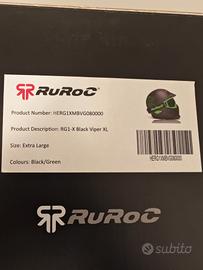 RUROC
Product Number: HERG1XMBVG080000
Product Description: RG1-X Black Viper XL
Size: Extra Large
Colours: Black/Green
HERG1XMBVG080000
RUROC
subito